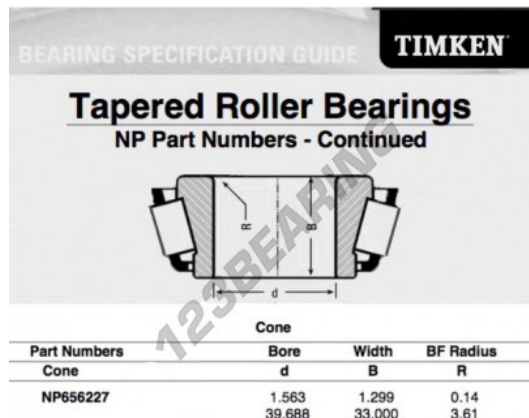 BEARING SPECIFICATION GUIDE
TIMKEN
Tapered Roller Bearings
NP Part Numbers - Continued
R
B
d
123BEARING
Cone
Part Numbers Bore Width BF Radius
Cone d B R
NP656227 1.563 1.299 0.14
39.688 33.000 3.61